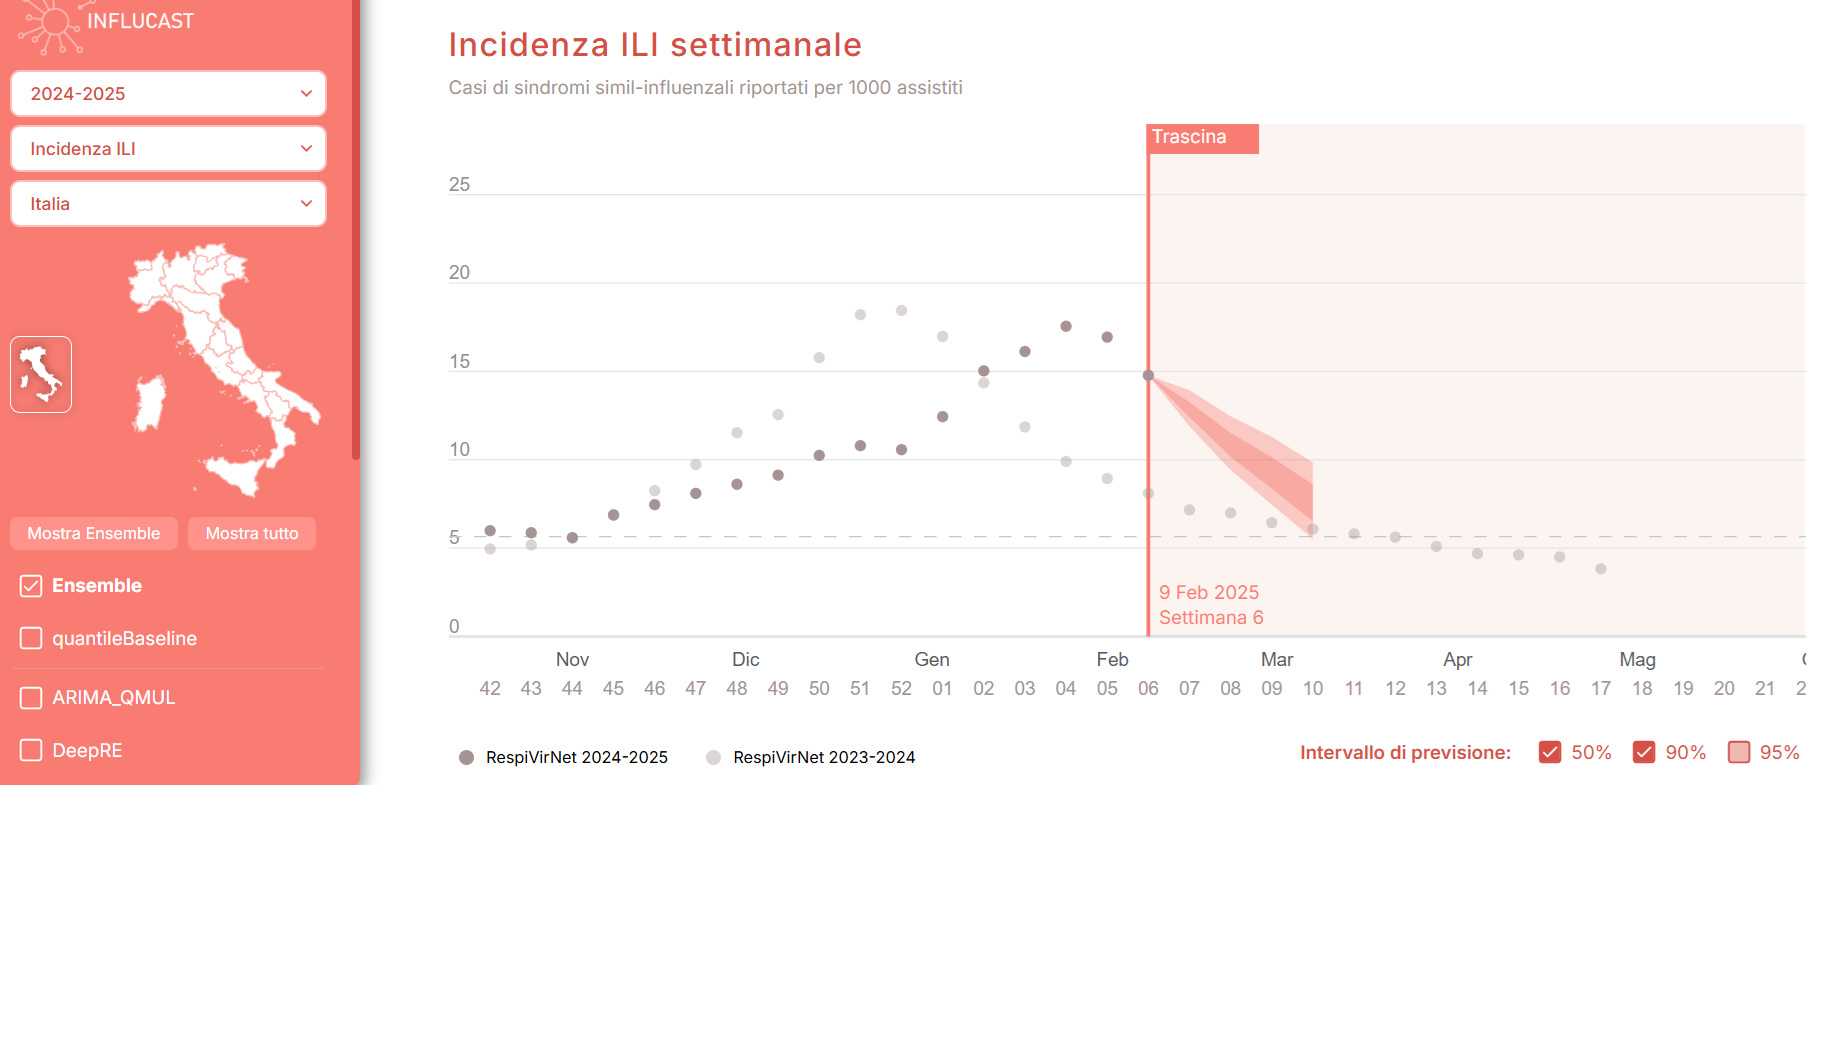 INFLUCAST
2024-2025
Incidenza ILI
Italia
Mostra Ensemble Mostra tutto
Ensemble
quantileBaseline
ARIMA_QMUL
DeepRE
Incidenza ILI settimanale
Casi di sindromi simil-influenzali riportati per 1000 assistiti
Trascina
25
20
15
10
5
0
9 Feb 2025
Settimana 6
Nov Dic Gen Feb Mar Apr Mag
42 43 44 45 46 47 48 49 50 51 52 01 02 03 04 05 06 07 08 09 10 11 12 13 14 15 16 17 18 19 20 21 2
RespiVirNet 2024-2025 RespiVirNet 2023-2024
Intervallo di previsione: 50% 90% 95%